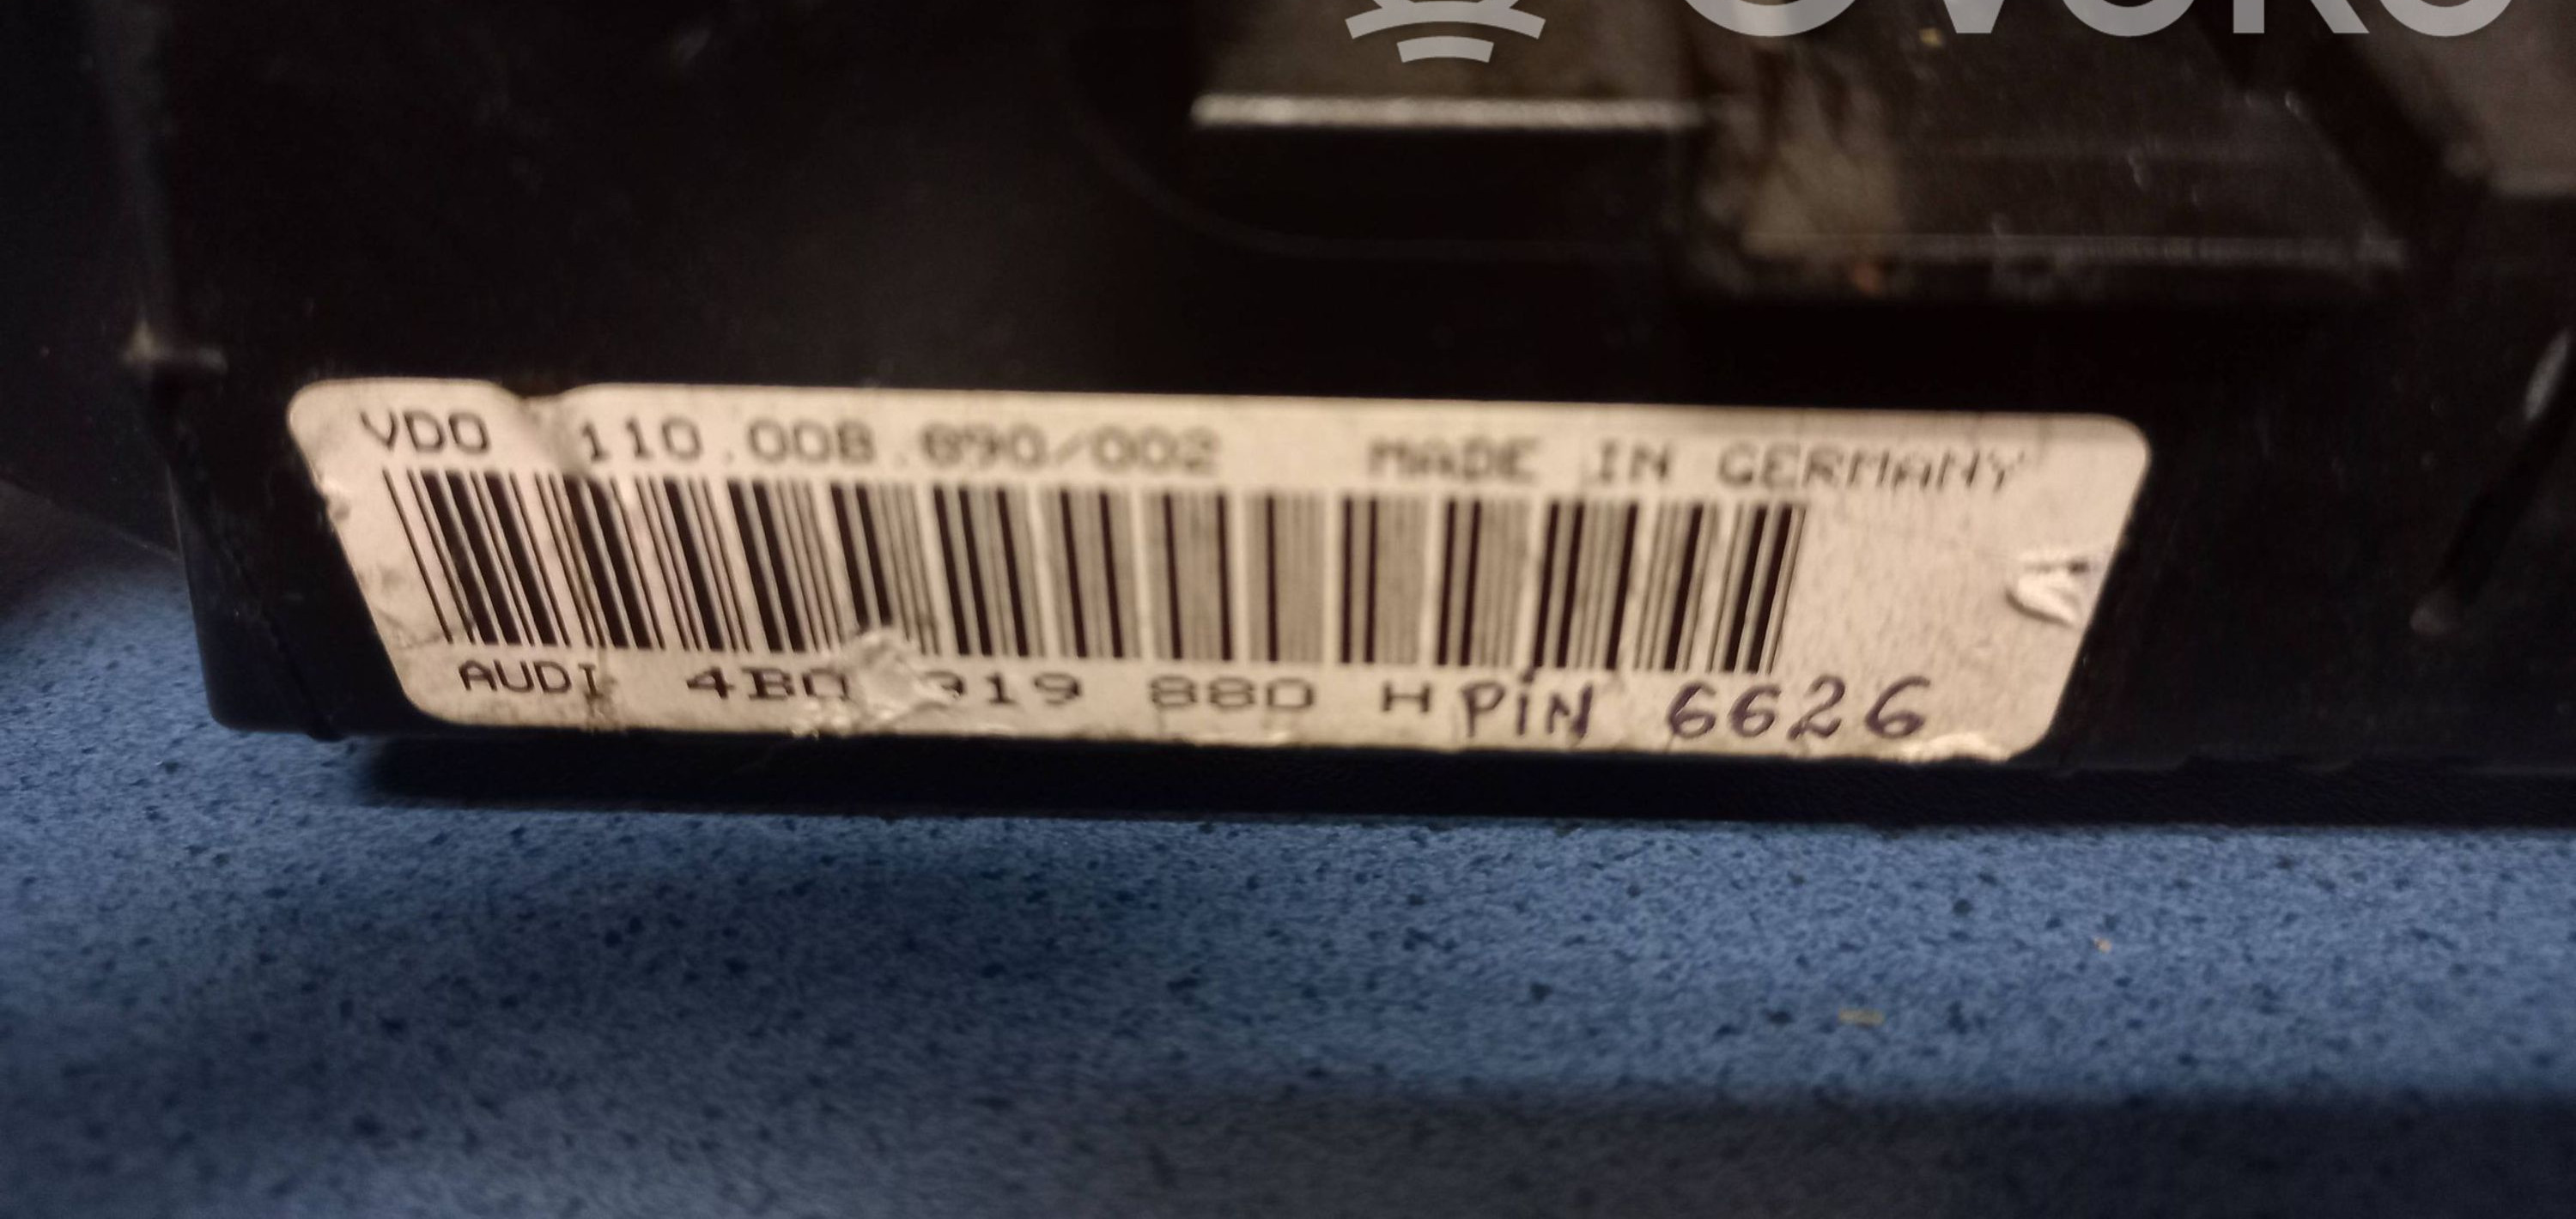 VDO 110.008.890/002 MADE IN GERMANY
AUDI 4B0 919 880 H PiN 6626